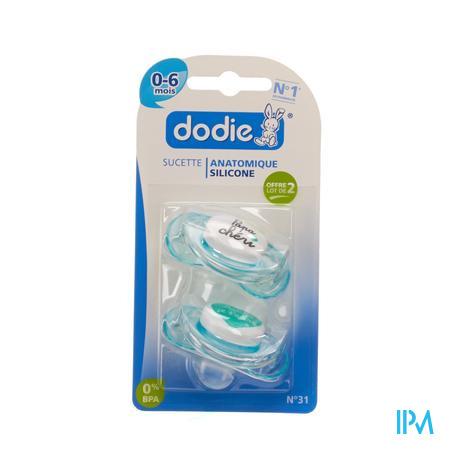 0-6
mois
N°1
dodie
SUCETTE ANATOMIQUE
SILICONE
OFFRE
LOT DE 2
Papa
chéri
0%
BPA
N°31
IPM